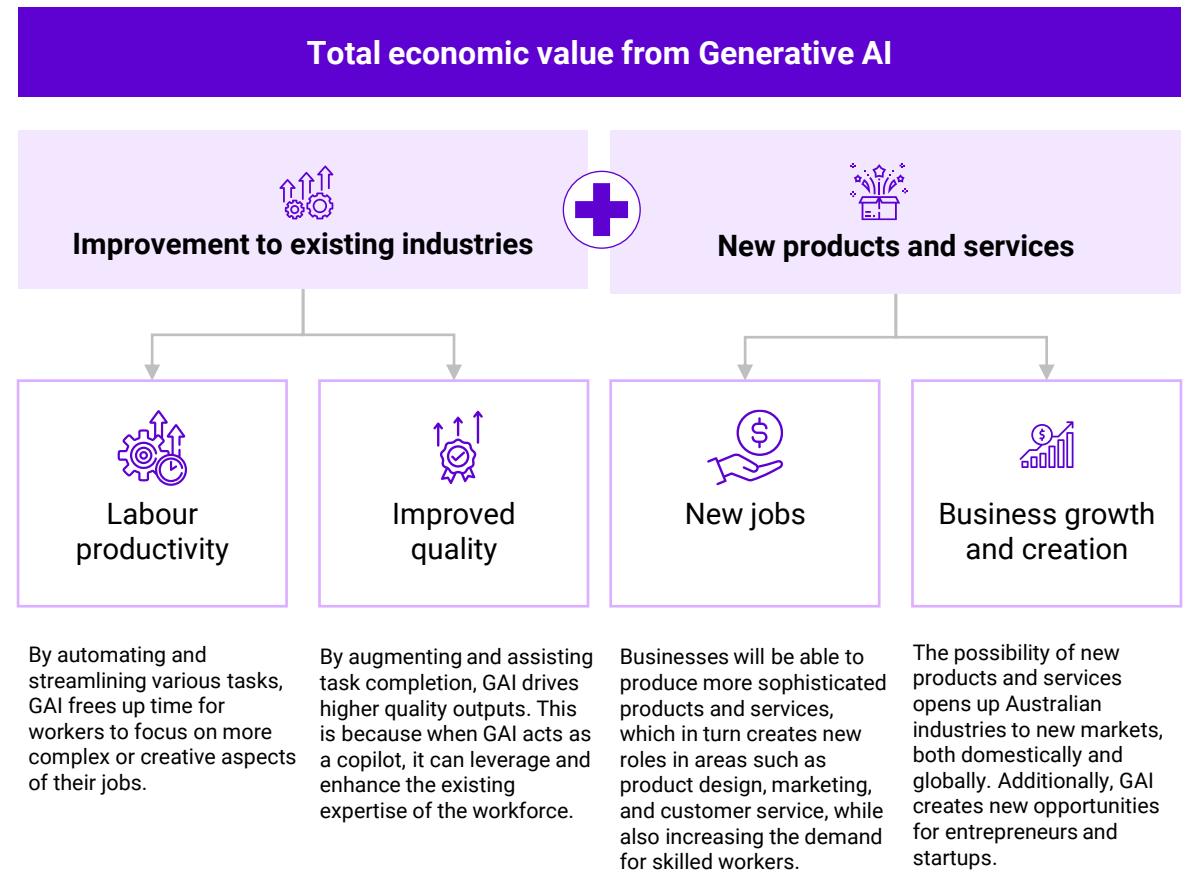 Total economic value from Generative AI
Improvement to existing industries
New products and services
Labour
productivity
Improved
quality
New jobs
Business growth
and creation
By automating and
streamlining various tasks,
GAI frees up time for
workers to focus on more
complex or creative aspects
of their jobs.
By augmenting and assisting
task completion, GAI drives
higher quality outputs. This
is because when GAI acts as
a copilot, it can leverage and
enhance the existing
expertise of the workforce.
Businesses will be able to
produce more sophisticated
products and services,
which in turn creates new
roles in areas such as
product design, marketing,
and customer service, while
also increasing the demand
for skilled workers.
The possibility of new
products and services
opens up Australian
industries to new markets,
both domestically and
globally. Additionally, GAI
creates new opportunities
for entrepreneurs and
startups.